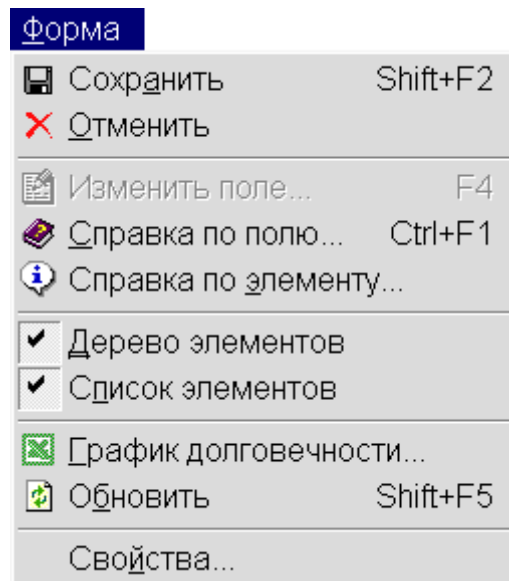 Форма
Сохранить Shift+F2
Отменить
Изменить поле... F4
Справка по полю... Ctrl+F1
Справка по элементу...
Дерево элементов
Список элементов
График долговечности...
Обновить Shift+F5
Свойства...